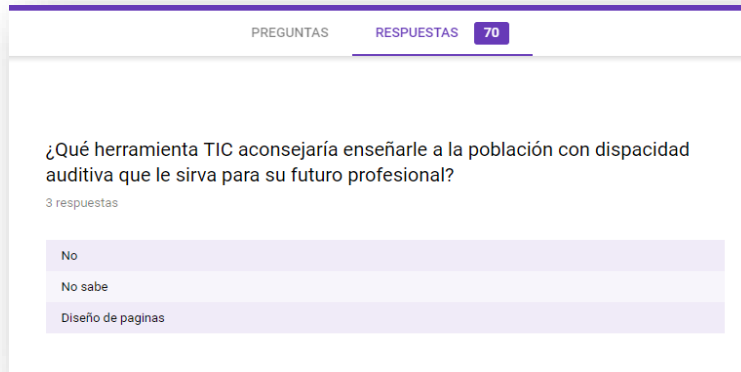 PREGUNTAS RESPUESTAS 70
¿Qué herramienta TIC aconsejaría enseñarle a la población con dispacidad
auditiva que le sirva para su futuro profesional?
3 respuestas
No
No sabe
Diseño de paginas